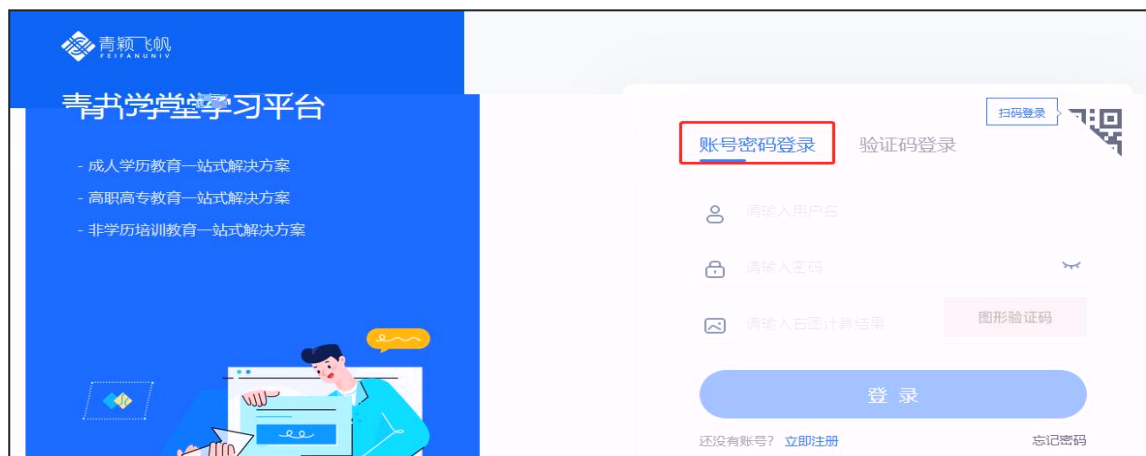 青颖飞帆
FEIFANUNIV
青书学堂学习平台
- 成人学历教育一站式解决方案
- 高职高专教育一站式解决方案
- 非学历培训教育一站式解决方案
扫码登录
账号密码登录
验证码登录
请输入用户名
请输入密码
请输入右图计算结果
图形验证码
登 录
还没有账号? 立即注册
忘记密码